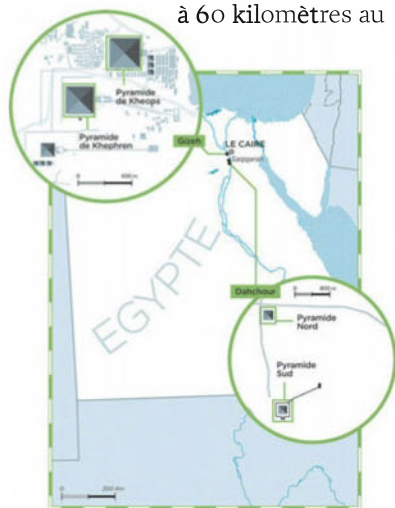 à 60 kilomètres au
Pyramide
de Kheops
Pyramide
de Khephren
0 400 m
Gizeh
LE CAIRE
Saqqarah
EGYPTE
Dahchour
0 800 m
Pyramide
Nord
Pyramide
Sud
0 200 km